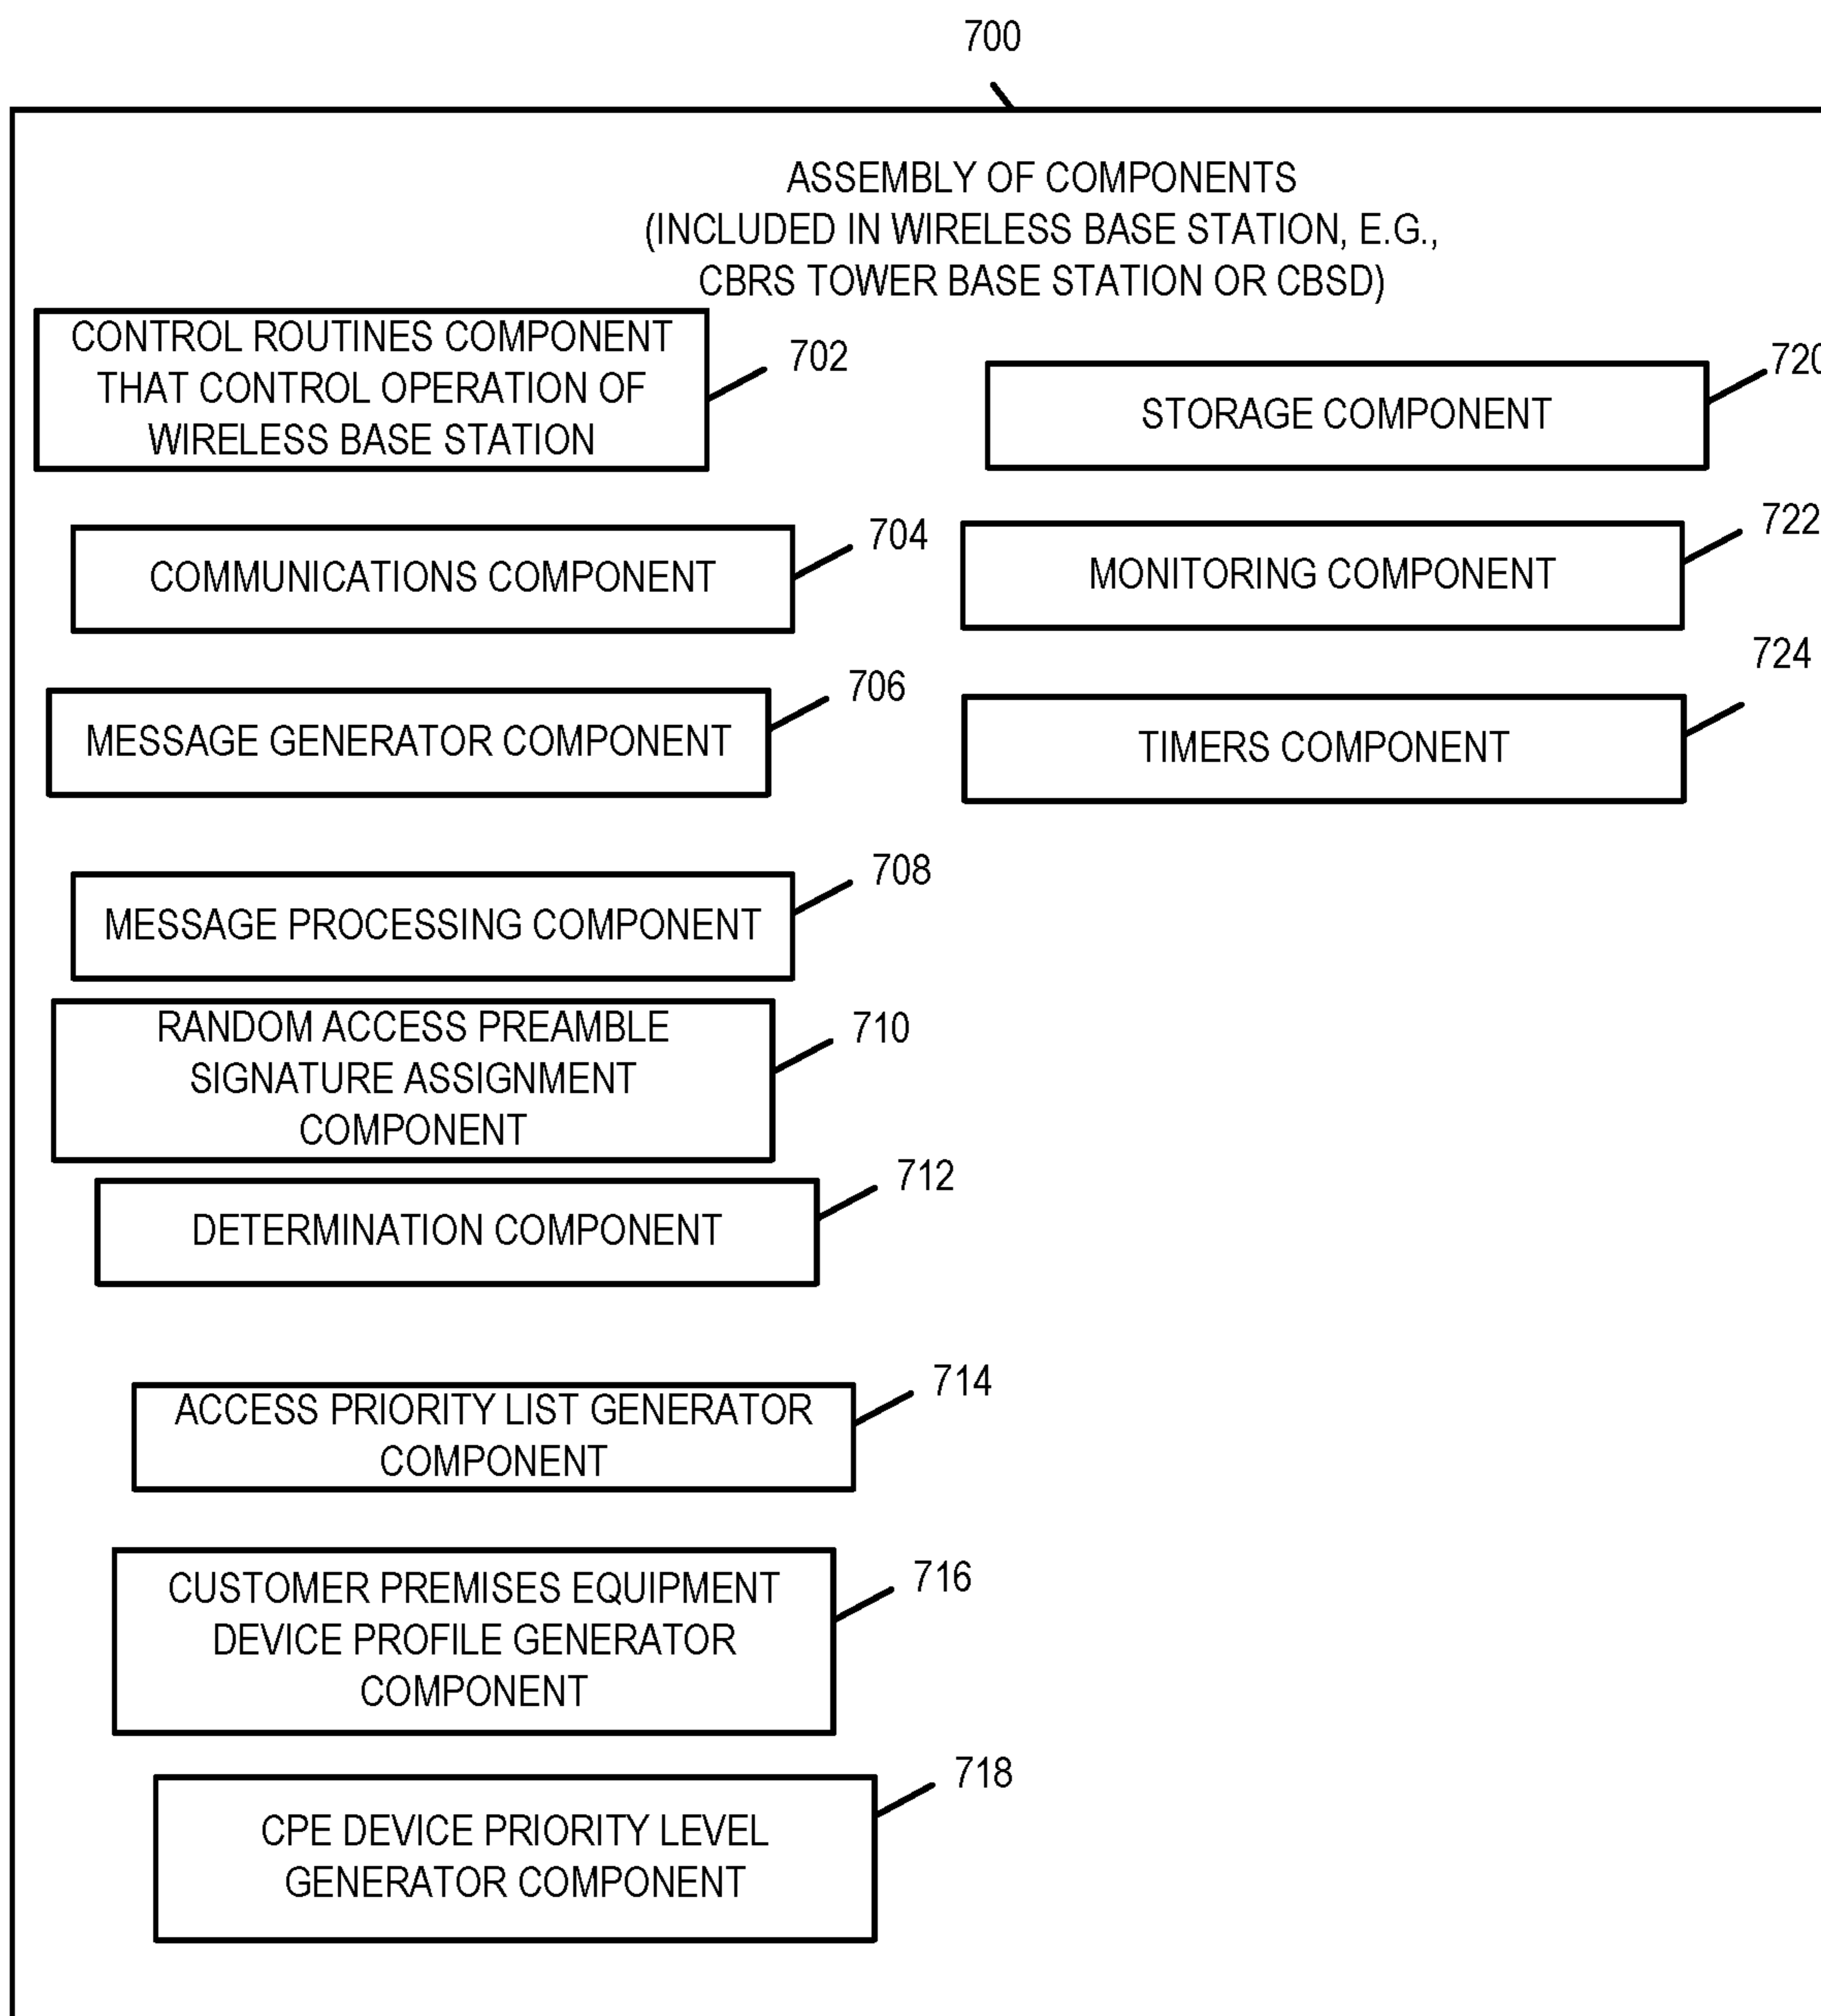 700
ASSEMBLY OF COMPONENTS
(INCLUDED IN WIRELESS BASE STATION, E.G.,
CBRS TOWER BASE STATION OR CBSD)
CONTROL ROUTINES COMPONENT
THAT CONTROL OPERATION OF
WIRELESS BASE STATION
702
COMMUNICATIONS COMPONENT
704
MESSAGE GENERATOR COMPONENT
706
MESSAGE PROCESSING COMPONENT
708
RANDOM ACCESS PREAMBLE
SIGNATURE ASSIGNMENT
COMPONENT
710
DETERMINATION COMPONENT
712
ACCESS PRIORITY LIST GENERATOR
COMPONENT
714
CUSTOMER PREMISES EQUIPMENT
DEVICE PROFILE GENERATOR
COMPONENT
716
CPE DEVICE PRIORITY LEVEL
GENERATOR COMPONENT
718
STORAGE COMPONENT
720
MONITORING COMPONENT
722
TIMERS COMPONENT
724